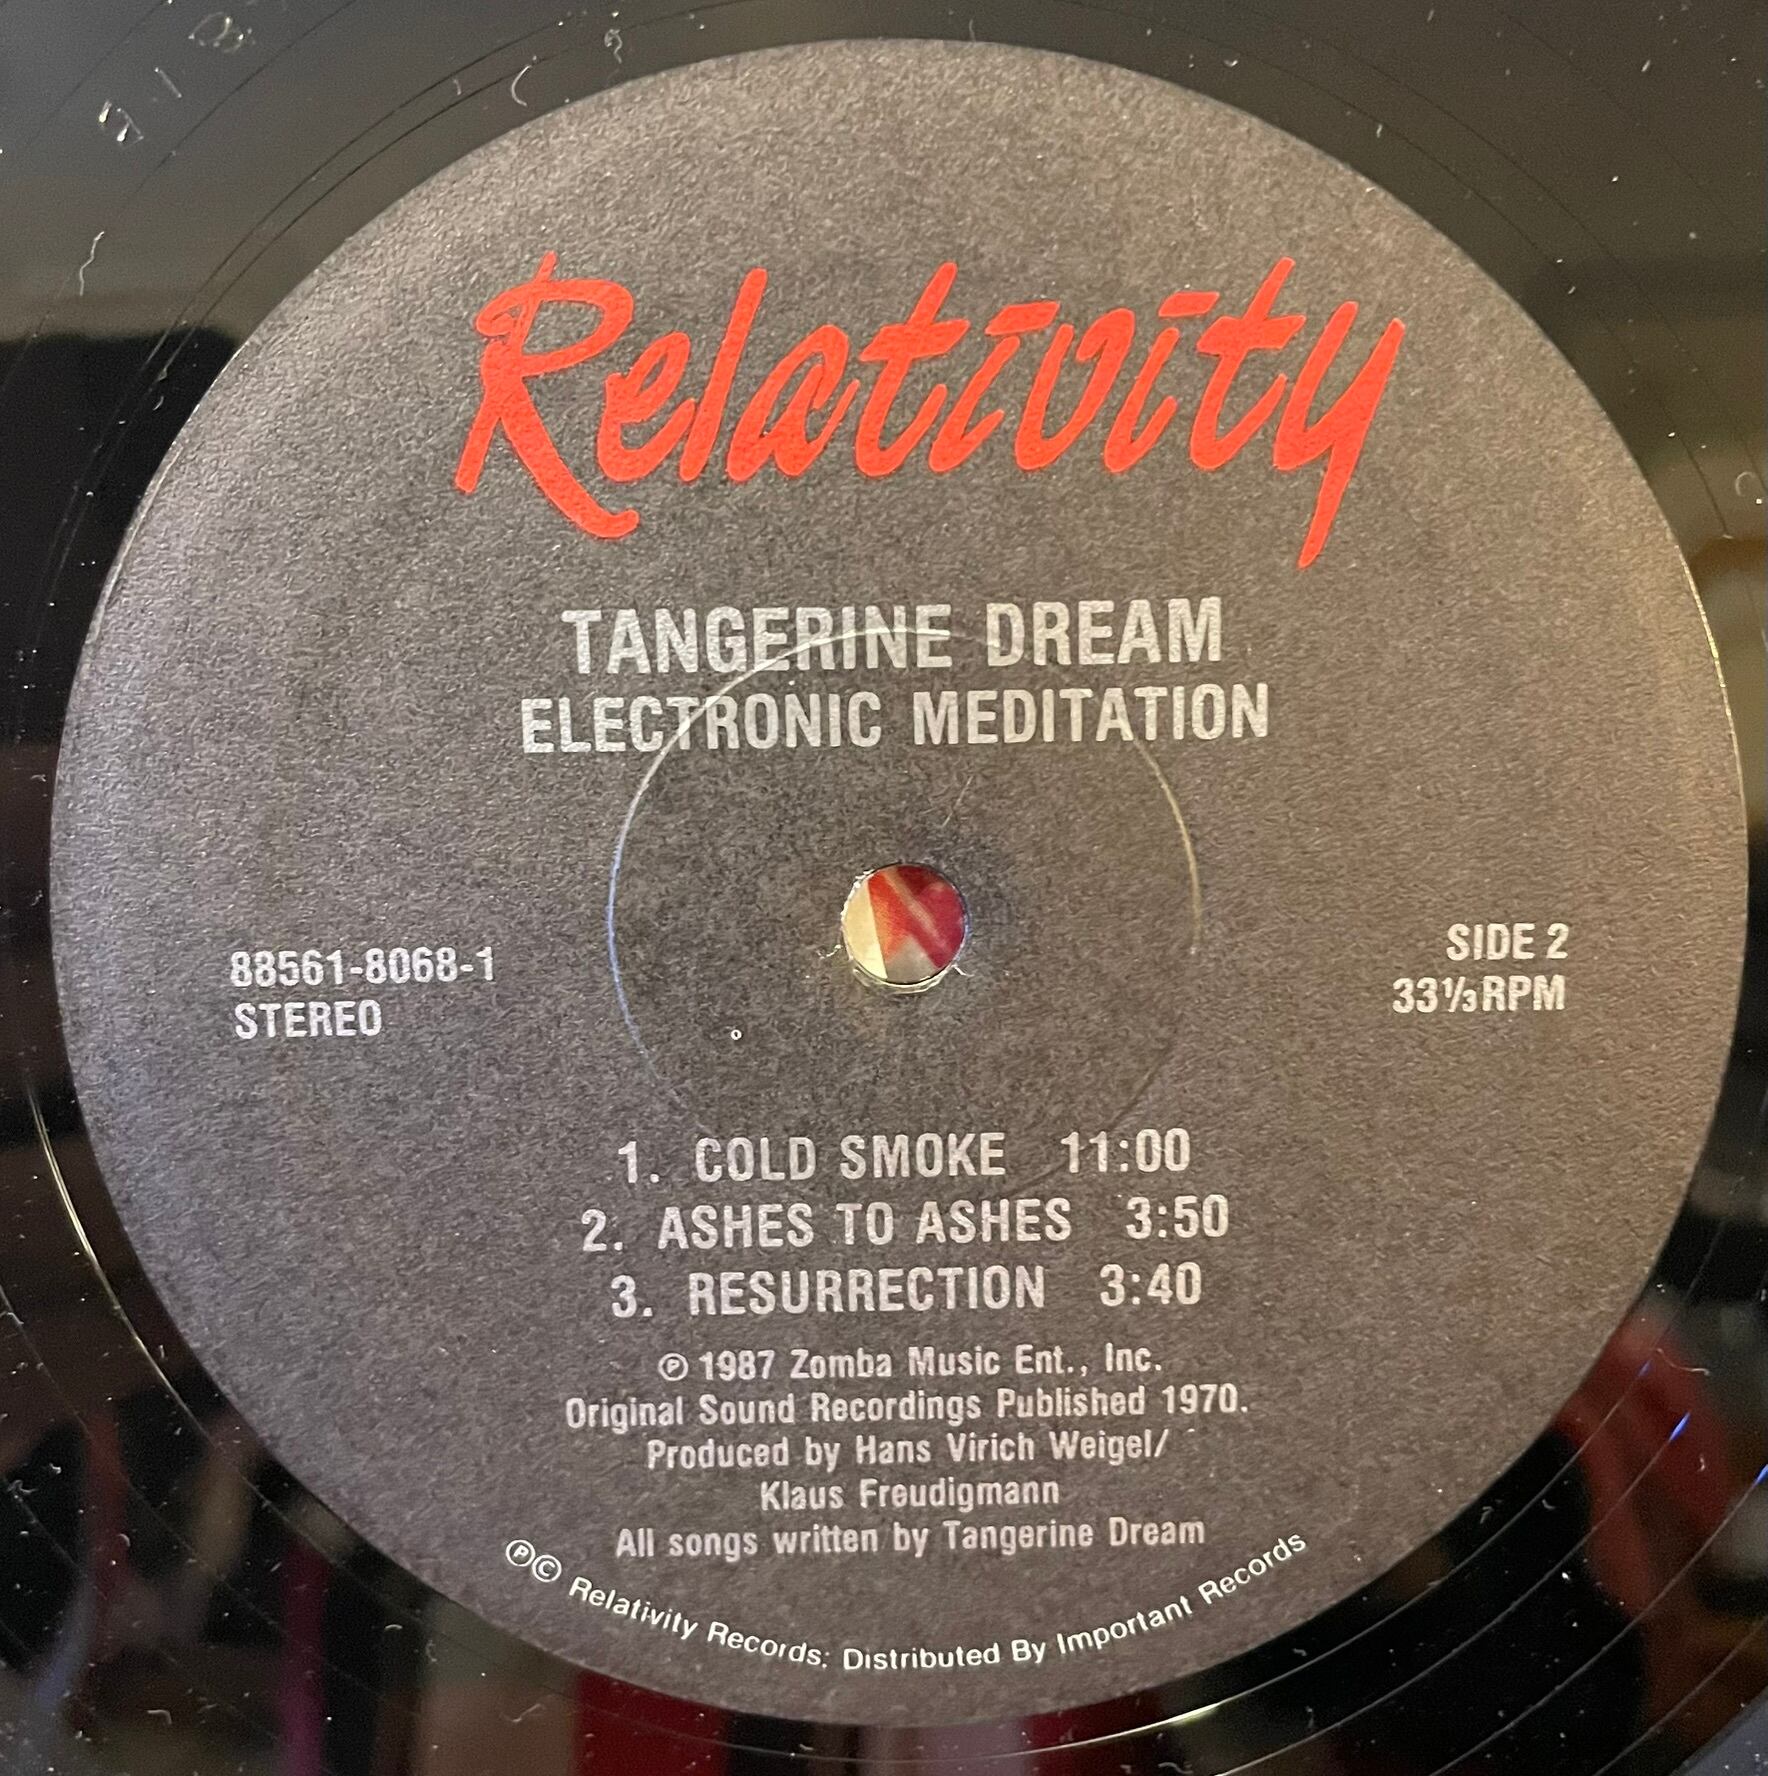 Relativity
TANGERINE DREAM
ELECTRONIC MEDITATION
88561-8068-1
STEREO
SIDE 2
33⅓ RPM
1. COLD SMOKE 11:00
2. ASHES TO ASHES 3:50
3. RESURRECTION 3:40
℗ 1987 Zomba Music Ent., Inc.
Original Sound Recordings Published 1970.
Produced by Hans Virich Weigel/
Klaus Freudigmann
All songs written by Tangerine Dream
℗© Relativity Records; Distributed By Important Records